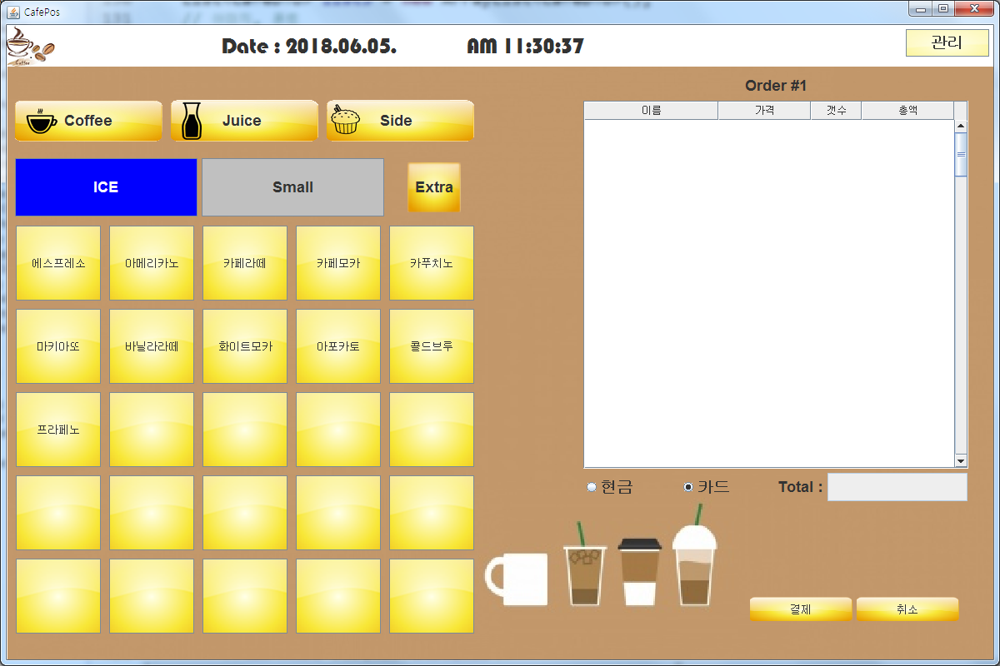 CafePos
Coffee
Date : 2018.06.05. AM 11:30:37
관리
Coffee Juice Side
ICE Small Extra
에스프레소 아메리카노 카페라떼 카페모카 카푸치노
마키아또 바닐라라떼 화이트모카 아포카토 콜드브루
프라페노
Order #1
이름 가격 갯수 총액
현금 카드 Total :
결제 취소